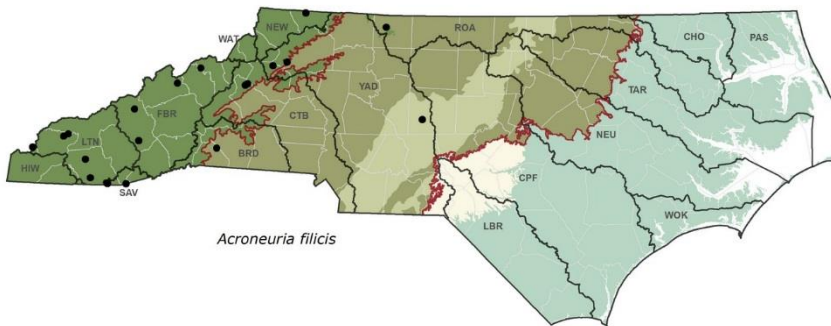 NEW
WAT
ROA
CHO
PAS
YAD
TAR
FBR
CTB
NEU
LTN
BRD
HIW
CPF
SAV
WOK
LBR
Acroneuria filicis